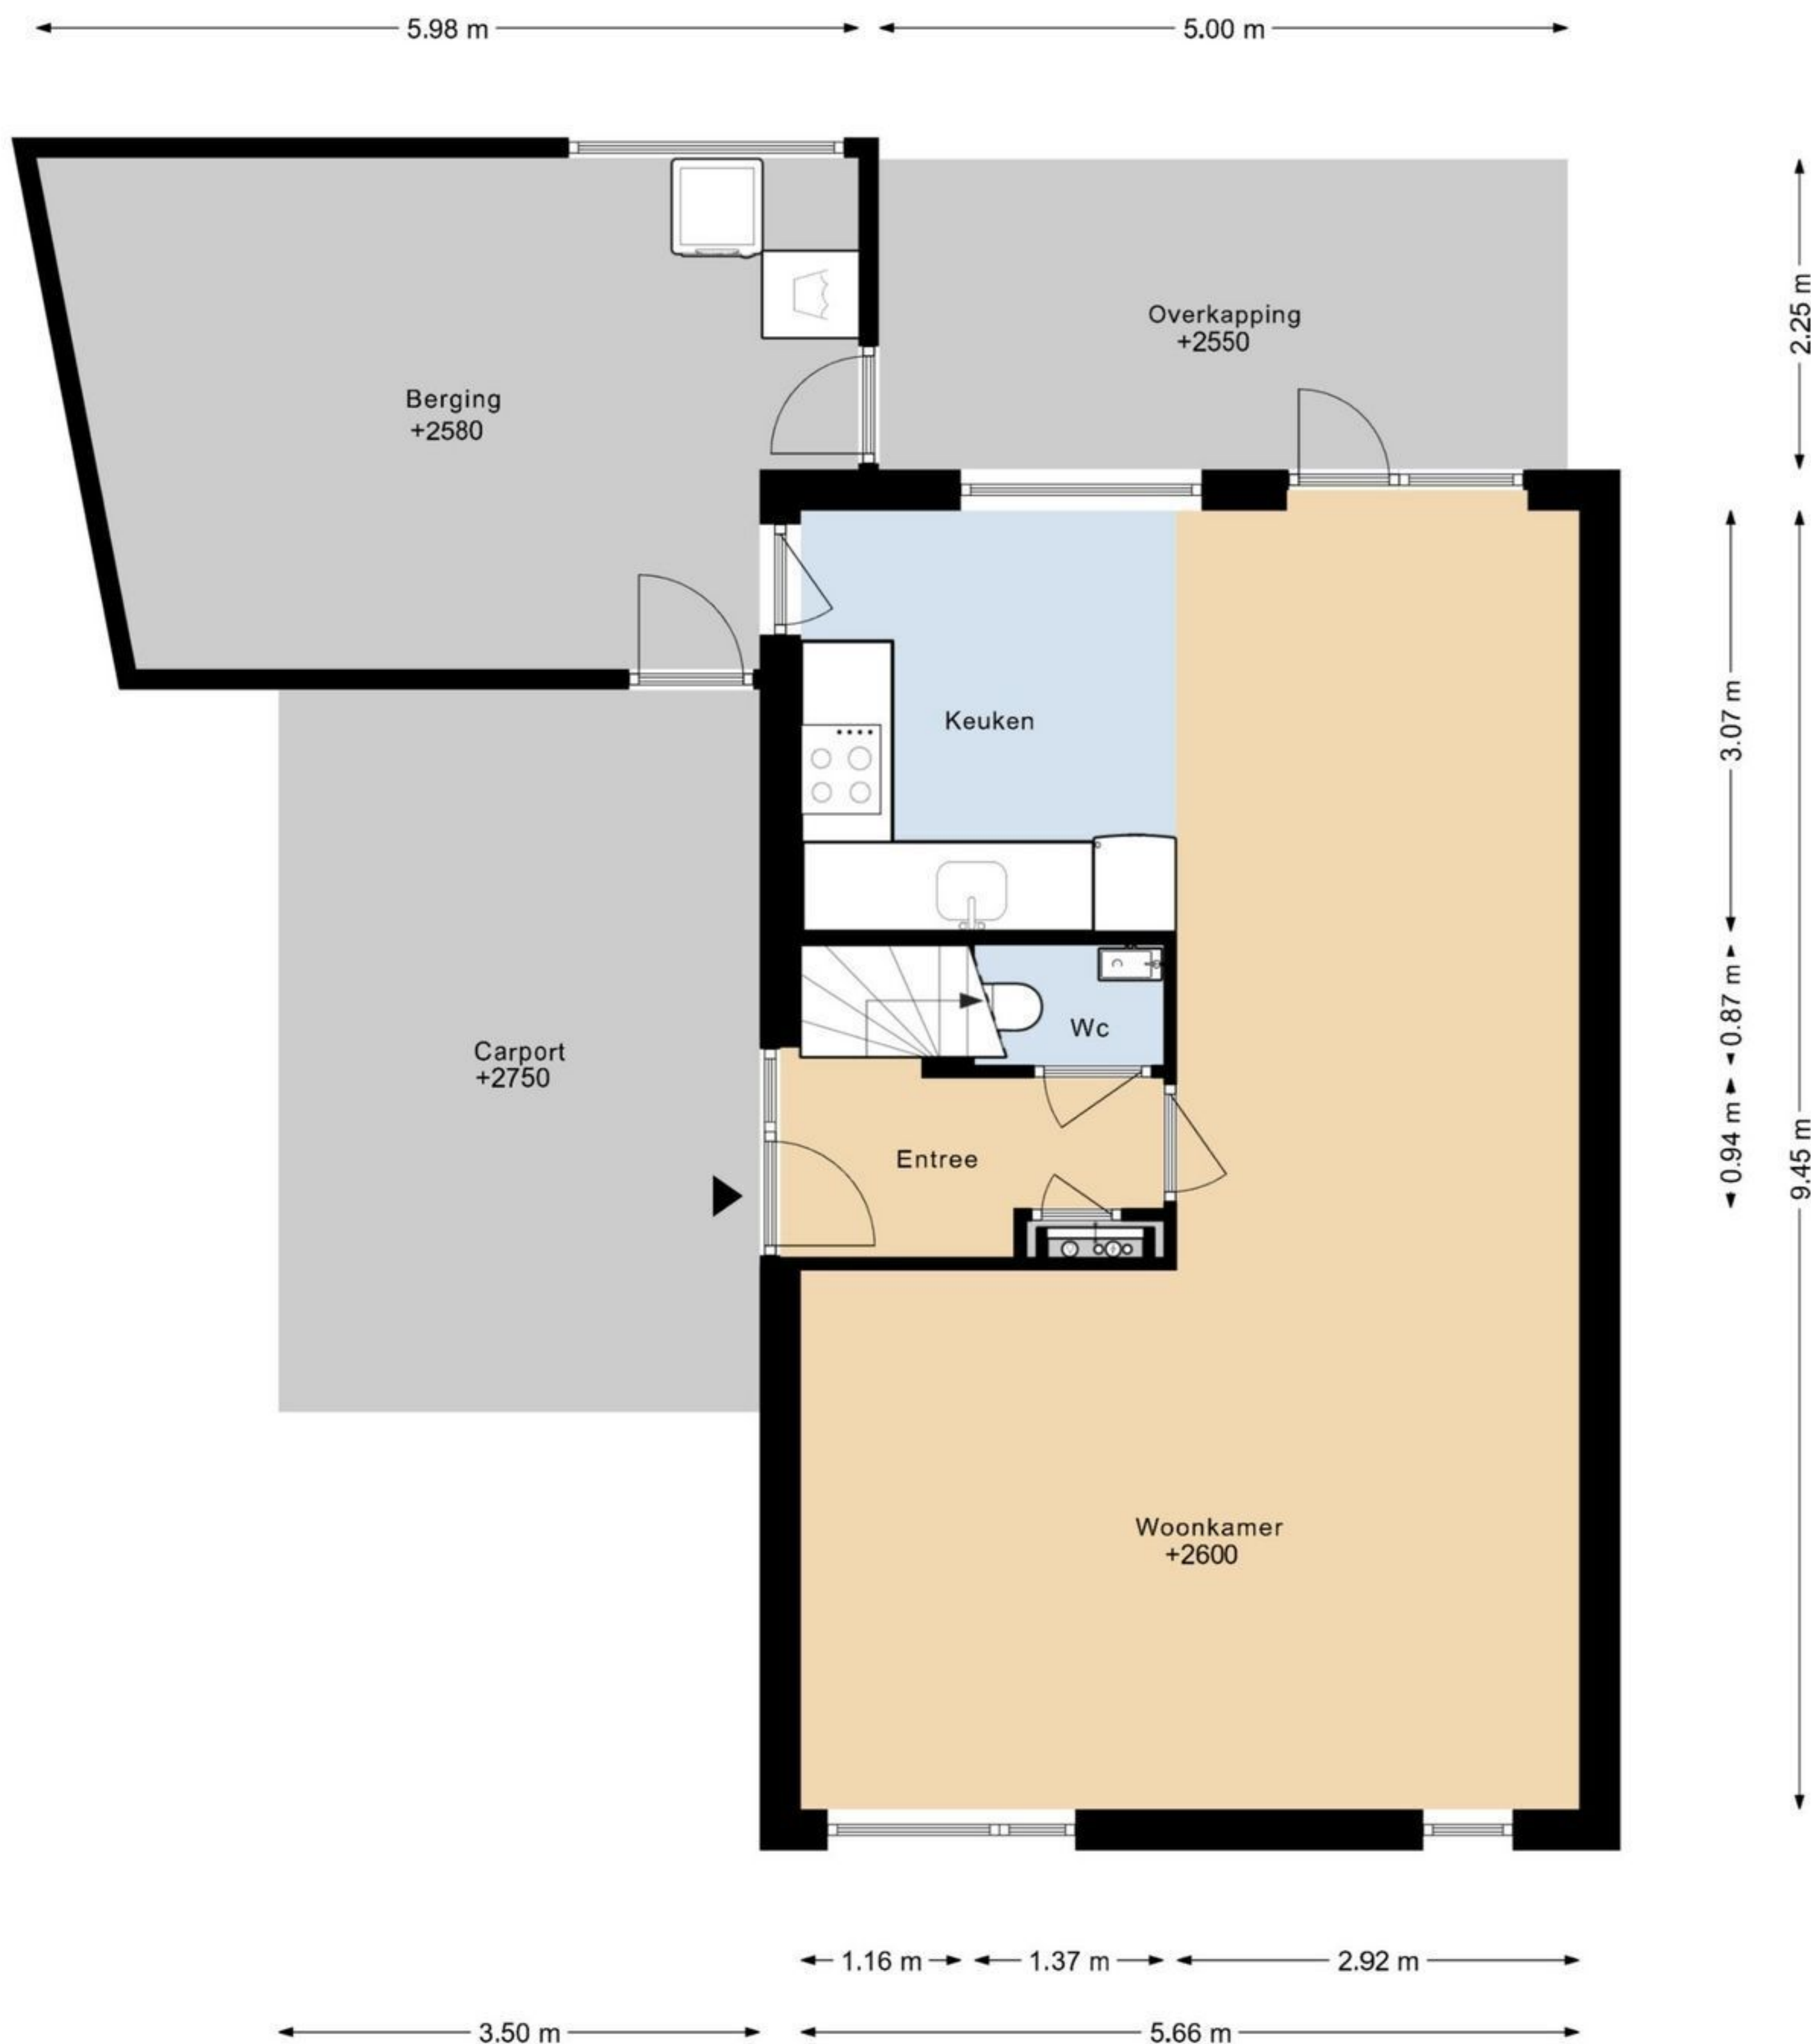 5.98 m
5.00 m
2.25 m
Overkapping
+2550
Berging
+2580
Keuken
3.07 m
0.87 m
Wc
Carport
+2750
0.94 m
9.45 m
Entree
Woonkamer
+2600
1.16 m
1.37 m
2.92 m
3.50 m
5.66 m